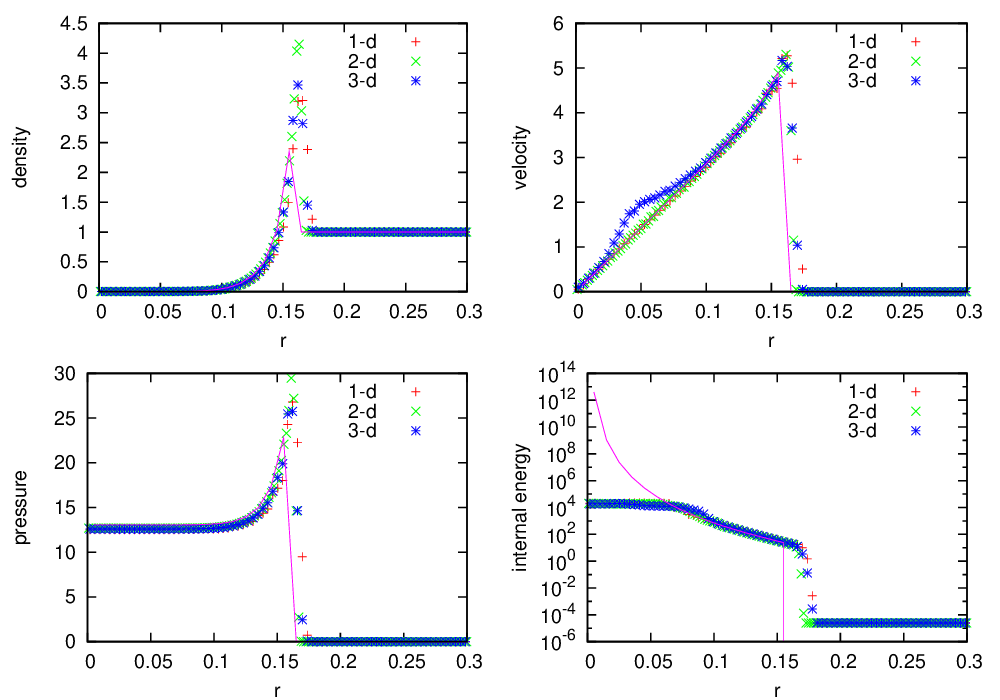 4.5
4
3.5
3
2.5
2
1.5
1
0.5
0
density
0 0.05 0.1 0.15 0.2 0.25 0.3
r
1-d
2-d
3-d
6
5
4
3
2
1
0
velocity
0 0.05 0.1 0.15 0.2 0.25 0.3
r
1-d
2-d
3-d
30
25
20
15
10
5
0
pressure
0 0.05 0.1 0.15 0.2 0.25 0.3
r
1-d
2-d
3-d
10^14
10^12
10^10
10^8
10^6
10^4
10^2
10^0
10^-2
10^-4
10^-6
internal energy
0 0.05 0.1 0.15 0.2 0.25 0.3
r
1-d
2-d
3-d